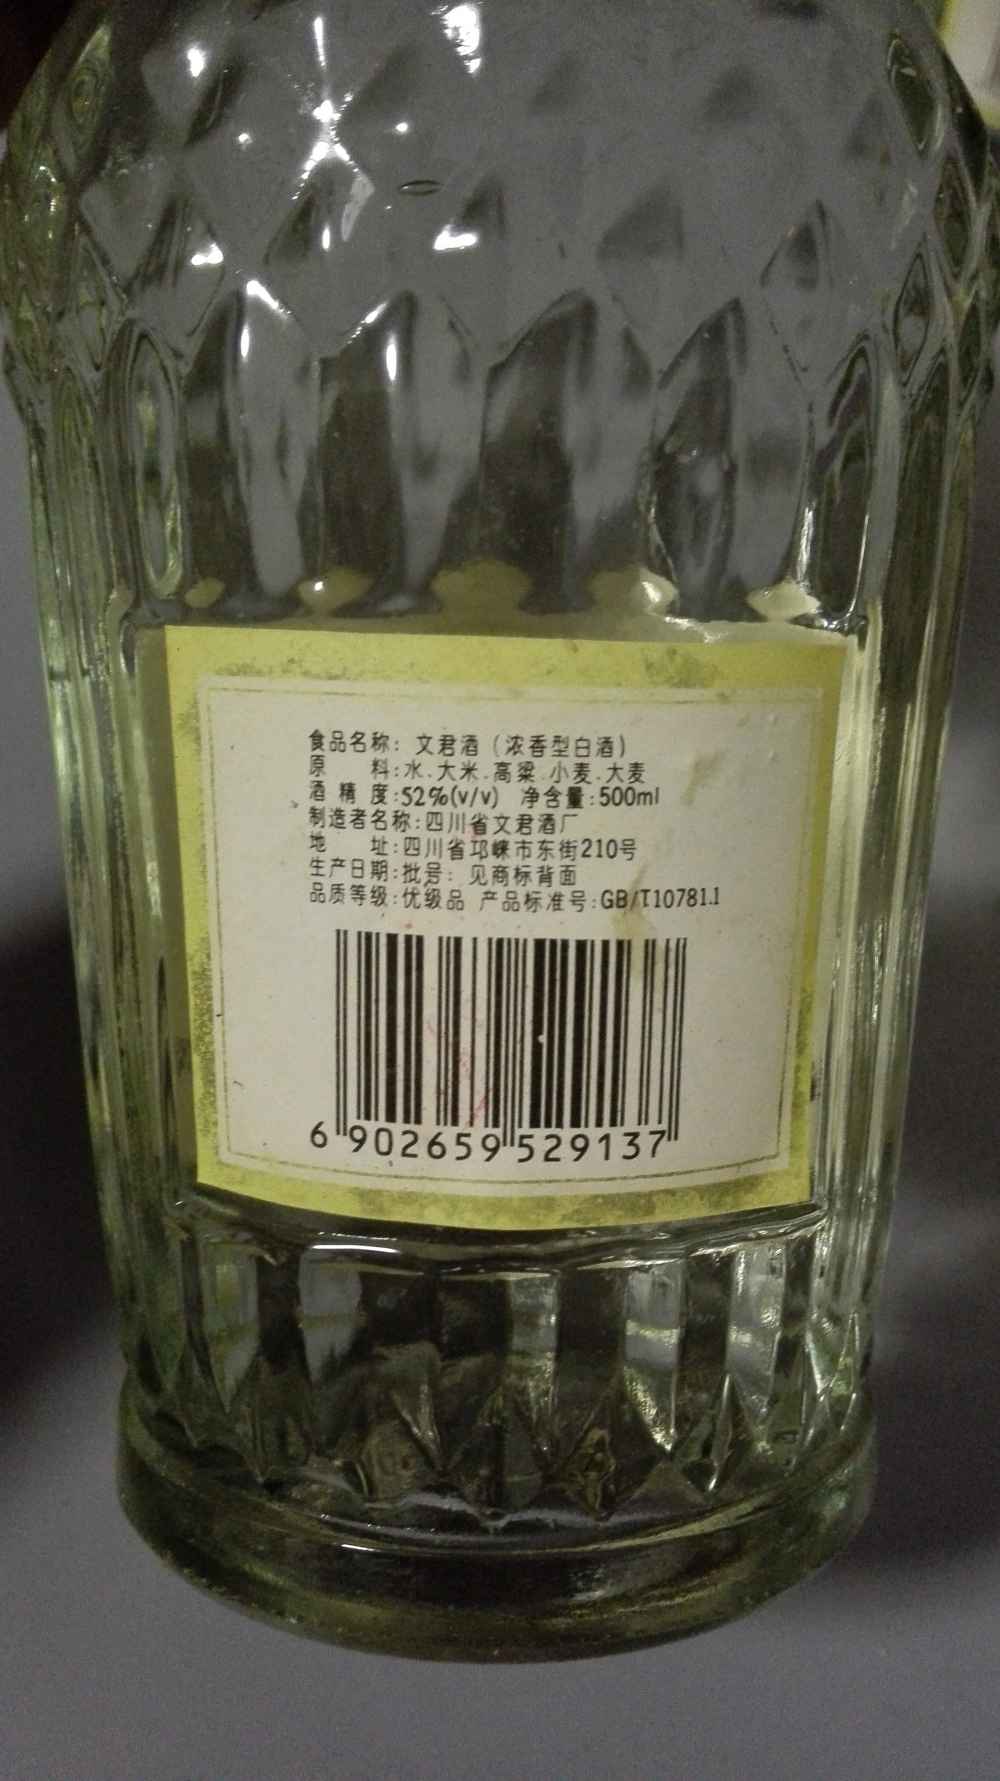 食品名称: 文君酒 (浓香型白酒)
原 料:水.大米.高粱.小麦.大麦
酒 精 度:52%(v/v) 净含量:500ml
制造者名称:四川省文君酒厂
地 址:四川省邛崃市东街210号
生产日期:批号: 见商标背面
品质等级:优级品 产品标准号:GB/T10781.1
6 902659 529137